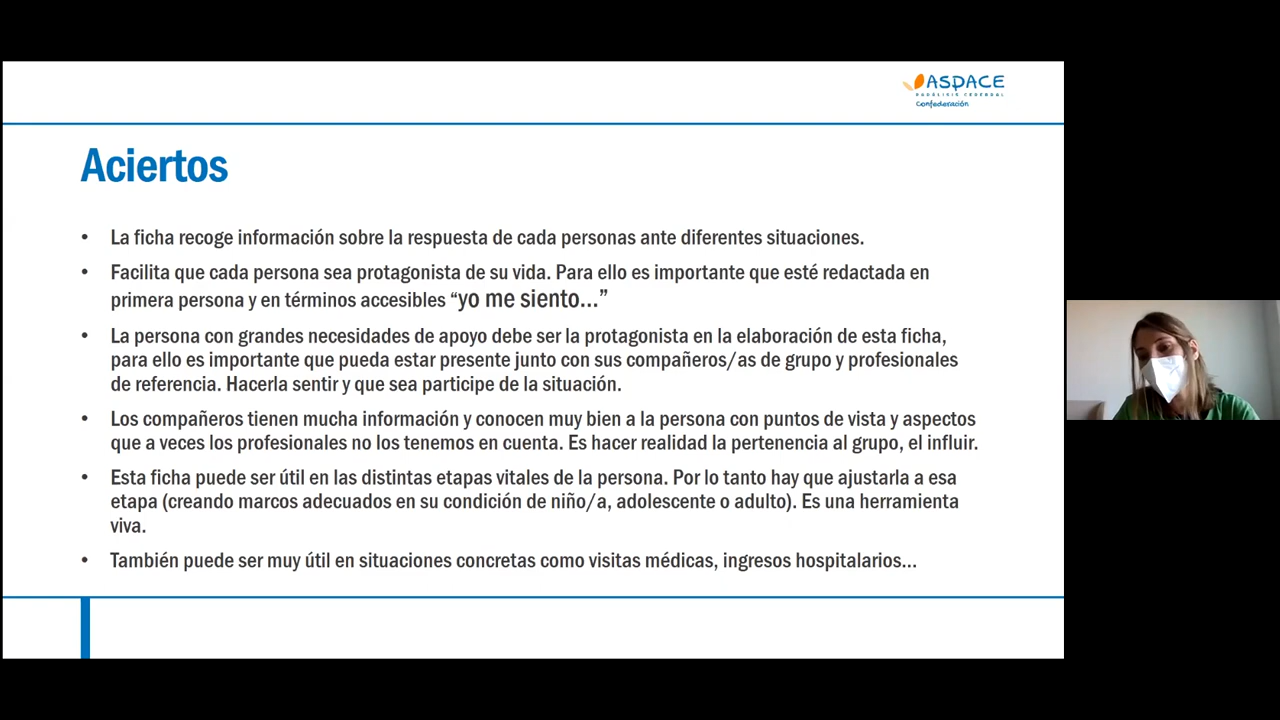 ASPACE
PARÁLISIS CEREBRAL
Confederación
Aciertos
• La ficha recoge información sobre la respuesta de cada personas ante diferentes situaciones.
• Facilita que cada persona sea protagonista de su vida. Para ello es importante que esté redactada en
primera persona y en términos accesibles “yo me siento...”
• La persona con grandes necesidades de apoyo debe ser la protagonista en la elaboración de esta ficha,
para ello es importante que pueda estar presente junto con sus compañeros/as de grupo y profesionales
de referencia. Hacerla sentir y que sea participe de la situación.
• Los compañeros tienen mucha información y conocen muy bien a la persona con puntos de vista y aspectos
que a veces los profesionales no los tenemos en cuenta. Es hacer realidad la pertenencia al grupo, el influir.
• Esta ficha puede ser útil en las distintas etapas vitales de la persona. Por lo tanto hay que ajustarla a esa
etapa (creando marcos adecuados en su condición de niño/a, adolescente o adulto). Es una herramienta
viva.
• También puede ser muy útil en situaciones concretas como visitas médicas, ingresos hospitalarios...